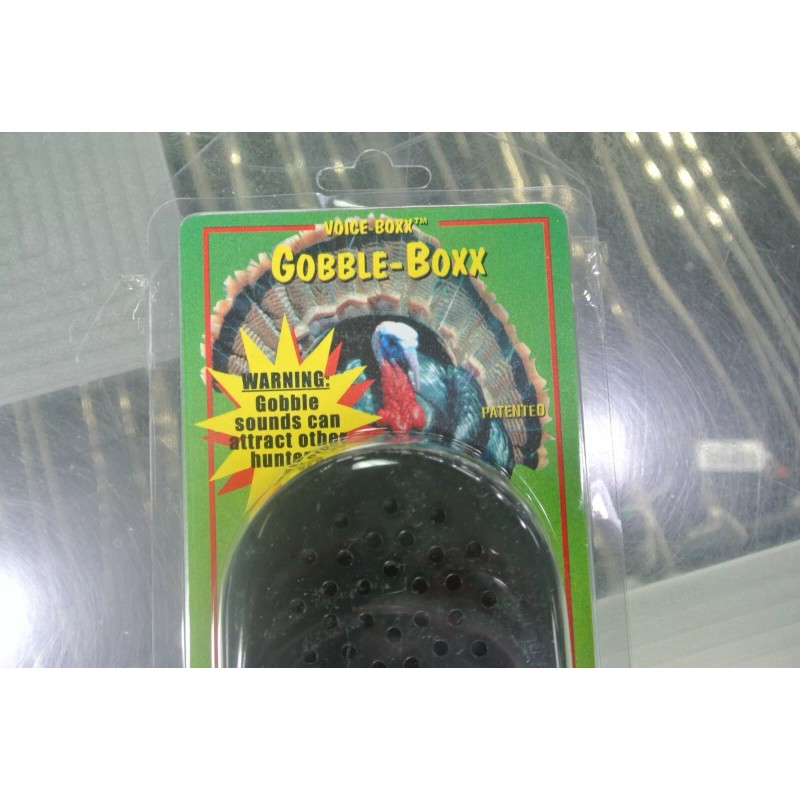 VOICE-BOXX™
GOBBLE-BOXX
WARNING:
Gobble
sounds can
attract other
PATENTED